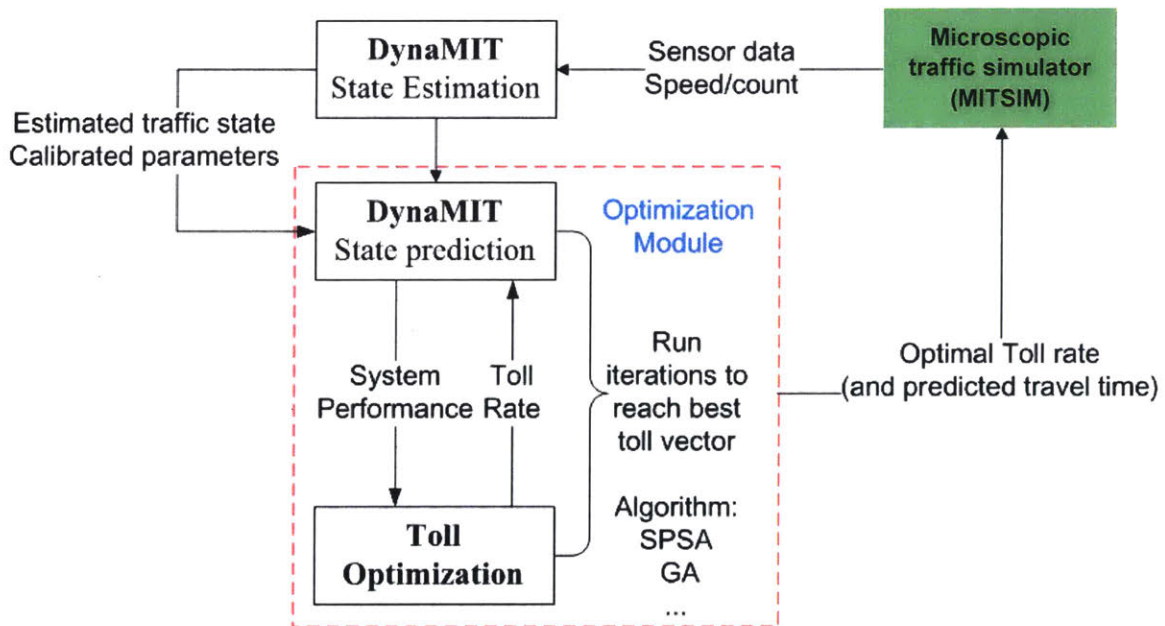 DynaMIT
State Estimation
Sensor data
Speed/count
Microscopic
traffic simulator
(MITSIM)
Estimated traffic state
Calibrated parameters
DynaMIT
State prediction
Optimization
Module
System
Performance
Toll
Rate
Run
iterations to
reach best
toll vector
Optimal Toll rate
(and predicted travel time)
Toll
Optimization
Algorithm:
SPSA
GA
...